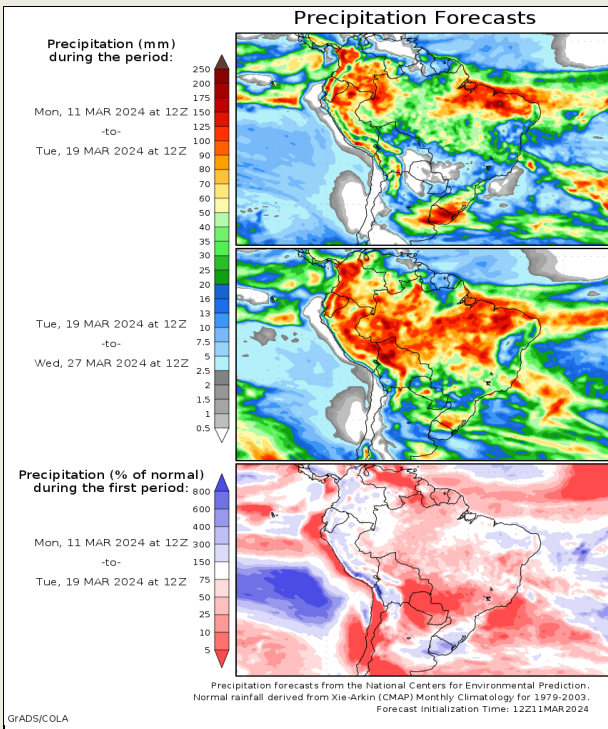 Precipitation Forecasts
Precipitation (mm)
during the period:
Mon, 11 MAR 2024 at 12Z
-to-
Tue, 19 MAR 2024 at 12Z
250
200
175
150
125
100
90
80
70
60
50
40
35
30
25
20
16
13
10
7.5
5
2.5
2
1.5
1
0.5
Tue, 19 MAR 2024 at 12Z
-to-
Wed, 27 MAR 2024 at 12Z
Precipitation (% of normal)
during the first period:
Mon, 11 MAR 2024 at 12Z
-to-
Tue, 19 MAR 2024 at 12Z
800
600
400
300
150
75
50
25
10
5
Precipitation forecasts from the National Centers for Environmental Prediction.
Normal rainfall derived from Xie-Arkin (CMAP) Monthly Climatology for 1979-2003.
Forecast Initialization Time: 12Z11MAR2024
GrADS/COLA